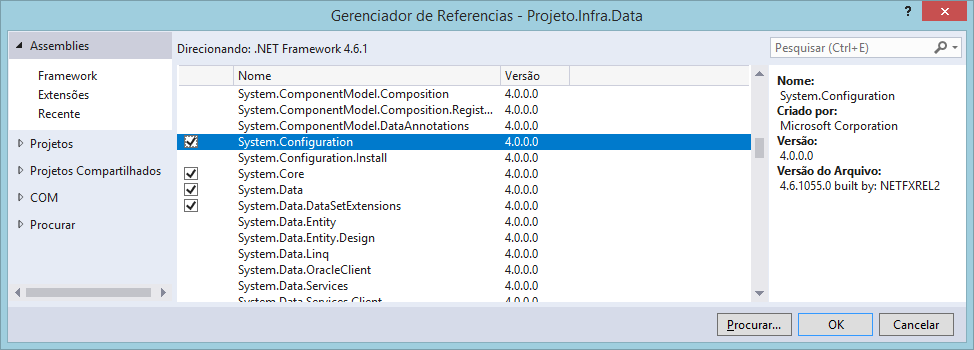 Gerenciador de Referencias - Projeto.Infra.Data
?
Assemblies
Framework
Extensões
Recente
Projetos
Projetos Compartilhados
COM
Procurar
Direcionando: .NET Framework 4.6.1
Pesquisar (Ctrl+E)
Nome Versão
System.ComponentModel.Composition 4.0.0.0
System.ComponentModel.Composition.Regist... 4.0.0.0
System.ComponentModel.DataAnnotations 4.0.0.0
System.Configuration 4.0.0.0
System.Configuration.Install 4.0.0.0
System.Core 4.0.0.0
System.Data 4.0.0.0
System.Data.DataSetExtensions 4.0.0.0
System.Data.Entity 4.0.0.0
System.Data.Entity.Design 4.0.0.0
System.Data.Linq 4.0.0.0
System.Data.OracleClient 4.0.0.0
System.Data.Services 4.0.0.0
System.Data.Services.Client 4.0.0.0
Nome:
System.Configuration
Criado por:
Microsoft Corporation
Versão:
4.0.0.0
Versão do Arquivo:
4.6.1055.0 built by: NETFXREL2
Procurar... OK Cancelar